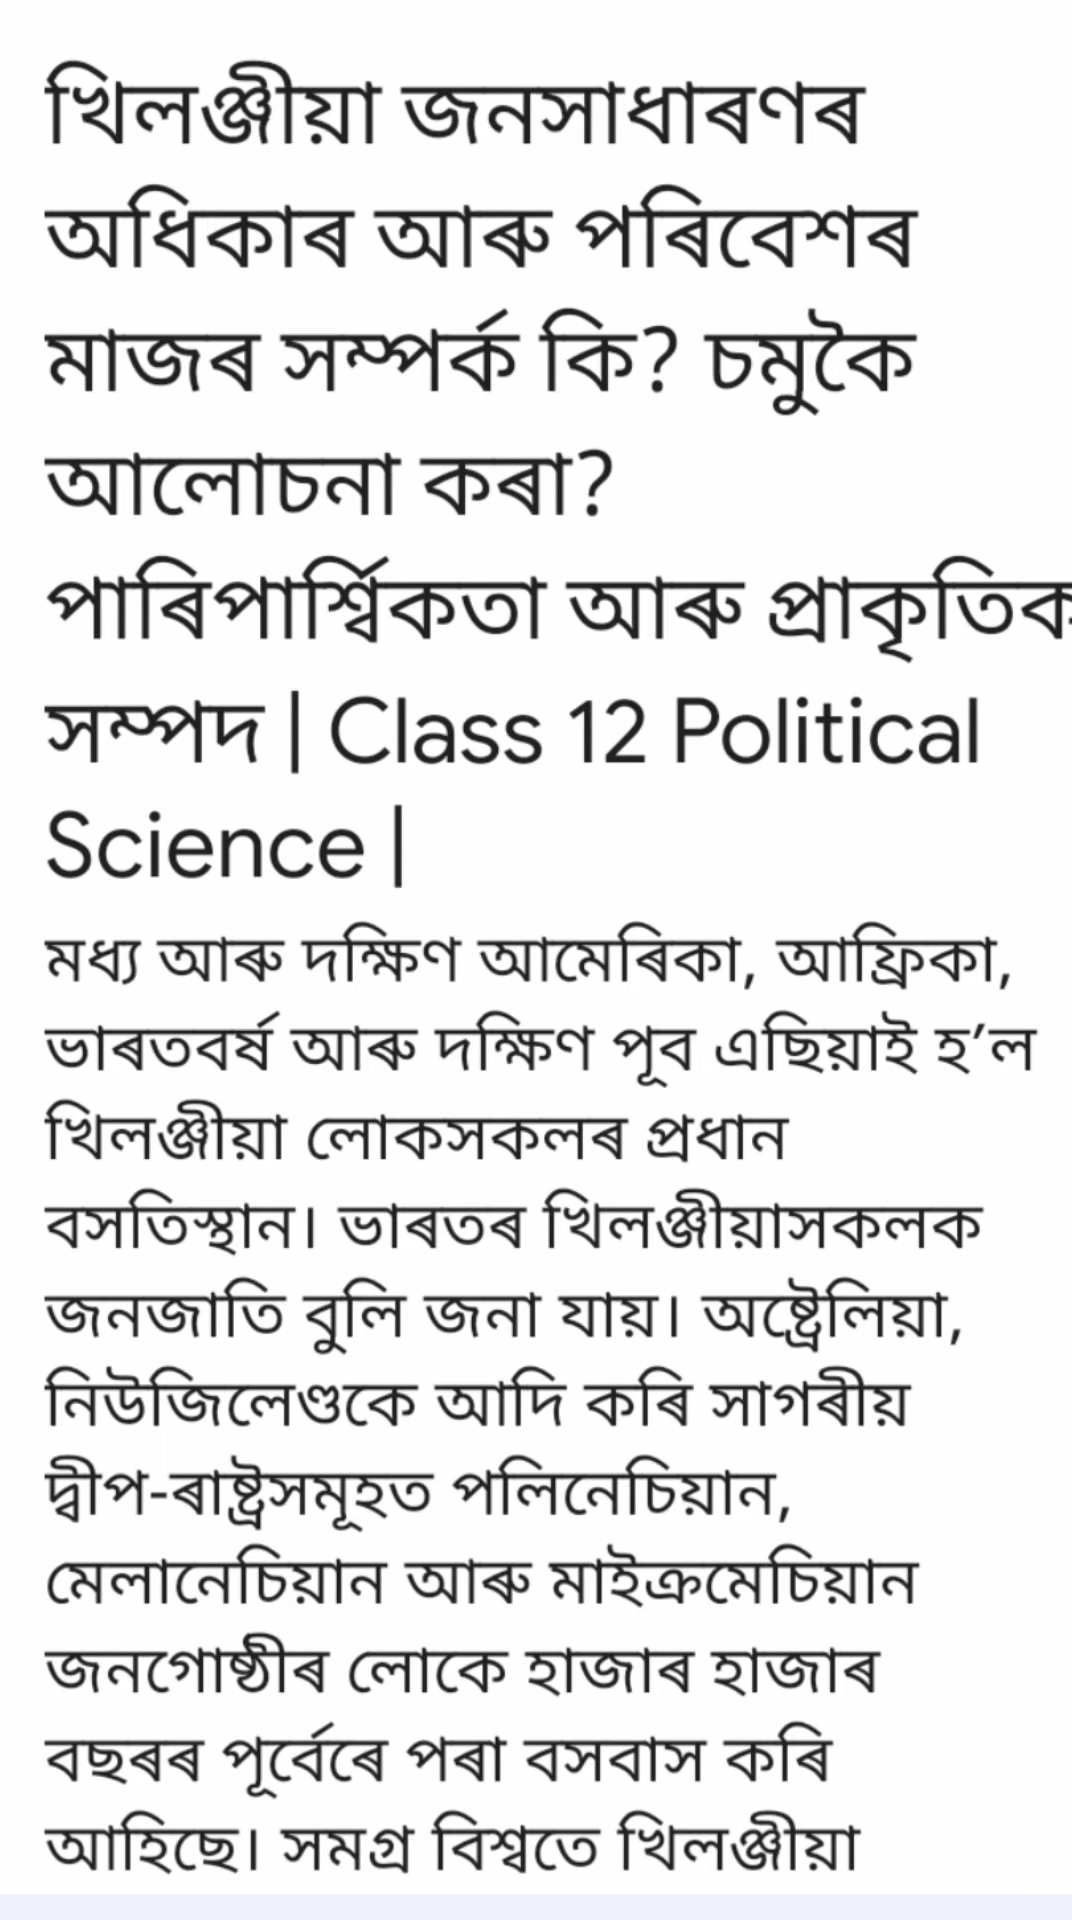 খিলঞ্জীয়া জনসাধাৰণৰ
অধিকাৰ আৰু পৰিবেশৰ
মাজৰ সম্পৰ্ক কি? চমুকৈ
আলোচনা কৰা?
পাৰিপাৰ্শ্বিকতা আৰু প্ৰাকৃতিক
সম্পদ | Class 12 Political
Science |
মধ্য আৰু দক্ষিণ আমেৰিকা, আফ্ৰিকা,
ভাৰতবৰ্ষ আৰু দক্ষিণ পূব এছিয়াই হ’ল
খিলঞ্জীয়া লোকসকলৰ প্ৰধান
বসতিস্থান। ভাৰতৰ খিলঞ্জীয়াসকলক
জনজাতি বুলি জনা যায়। অষ্ট্ৰেলিয়া,
নিউজিলেণ্ডকে আদি কৰি সাগৰীয়
দ্বীপ-ৰাষ্ট্ৰসমূহত পলিনেচিয়ান,
মেলানেচিয়ান আৰু মাইক্ৰমেচিয়ান
জনগোষ্ঠীৰ লোকে হাজাৰ হাজাৰ
বছৰৰ পূৰ্বেৰে পৰা বসবাস কৰি
আহিছে। সমগ্ৰ বিশ্বতে খিলঞ্জীয়া